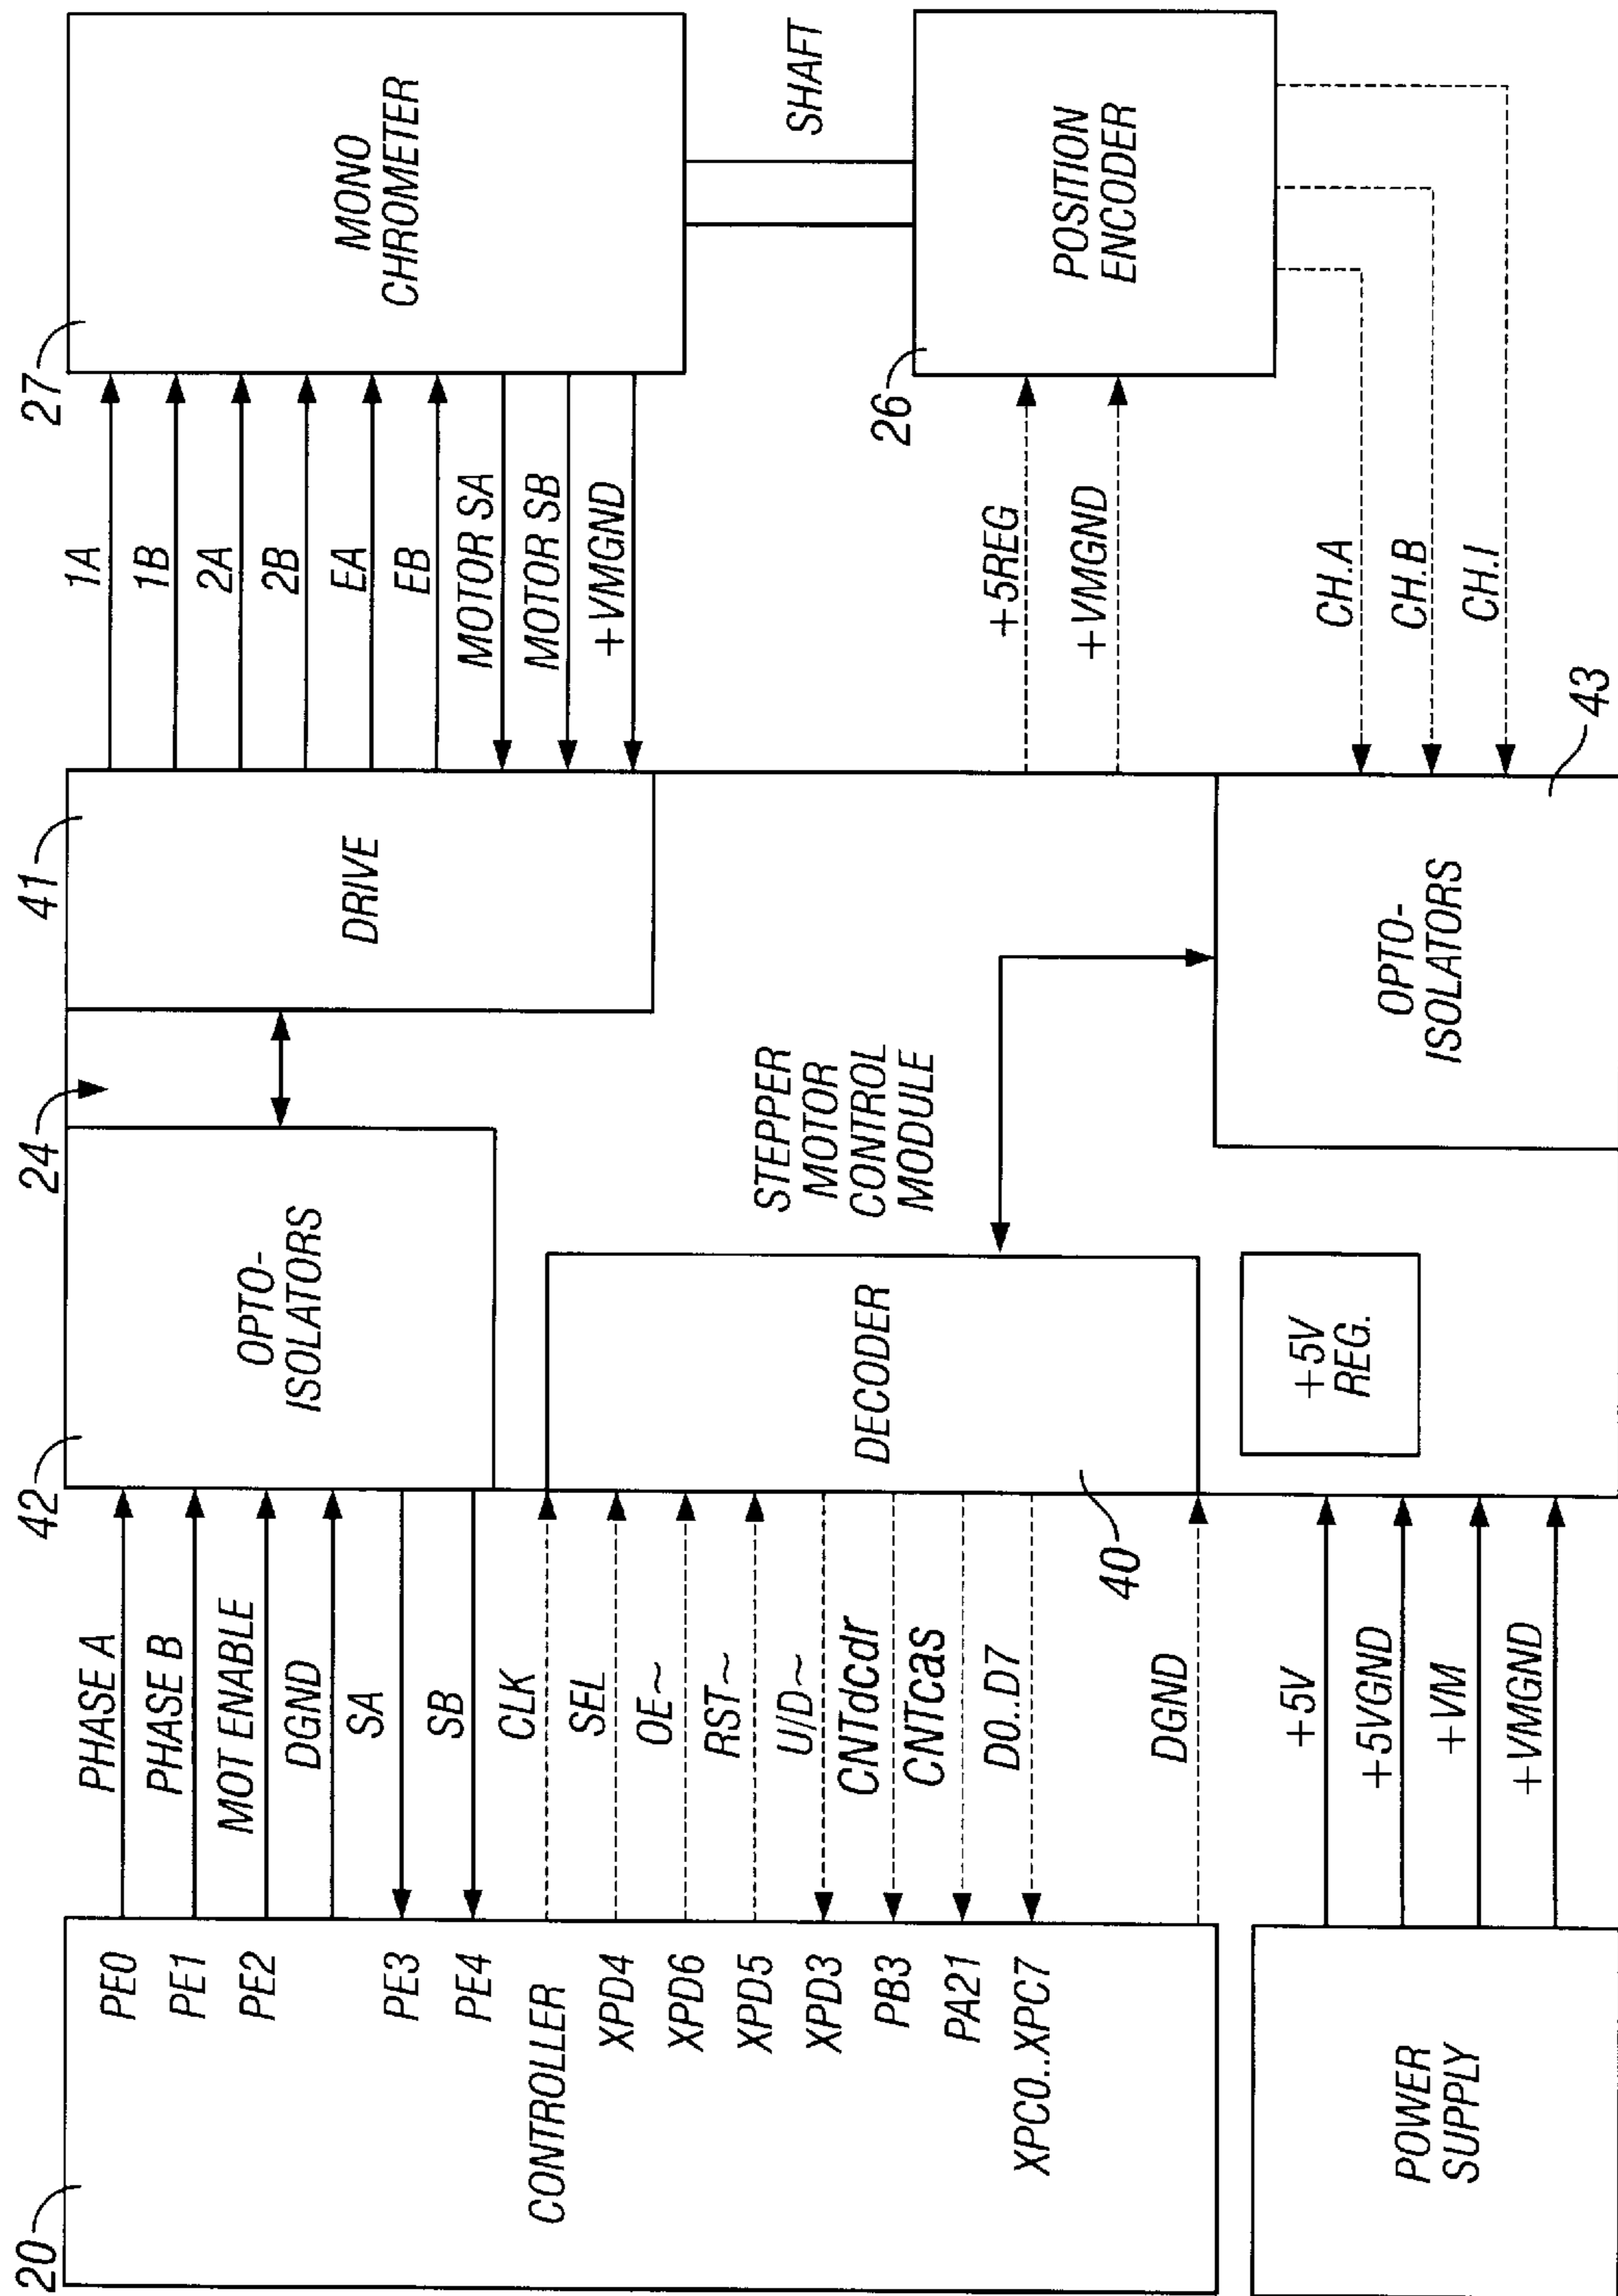 20
PE0
PE1
PE2
PE3
PE4
CONTROLLER
XPD4
XPD6
XPD5
XPD3
PB3
PA21
XPC0..XPC7
POWER
SUPPLY
PHASE A
PHASE B
MOT ENABLE
DGND
SA
SB
CLK
SEL
OE~
RST~
U/D~
CNTdcdr
CNTcas
D0..D7
DGND
+5V
+5VGND
+VM
+VMGND
42
OPTO-
ISOLATORS
24
41
DRIVE
DECODER
40
STEPPER
MOTOR
CONTROL
MODULE
+5V
REG.
OPTO-
ISOLATORS
43
1A
1B
2A
2B
EA
EB
MOTOR SA
MOTOR SB
+VMGND
+5REG
+VMGND
CH.A
CH.B
CH.I
27
MONO
CHROMETER
SHAFT
26
POSITION
ENCODER